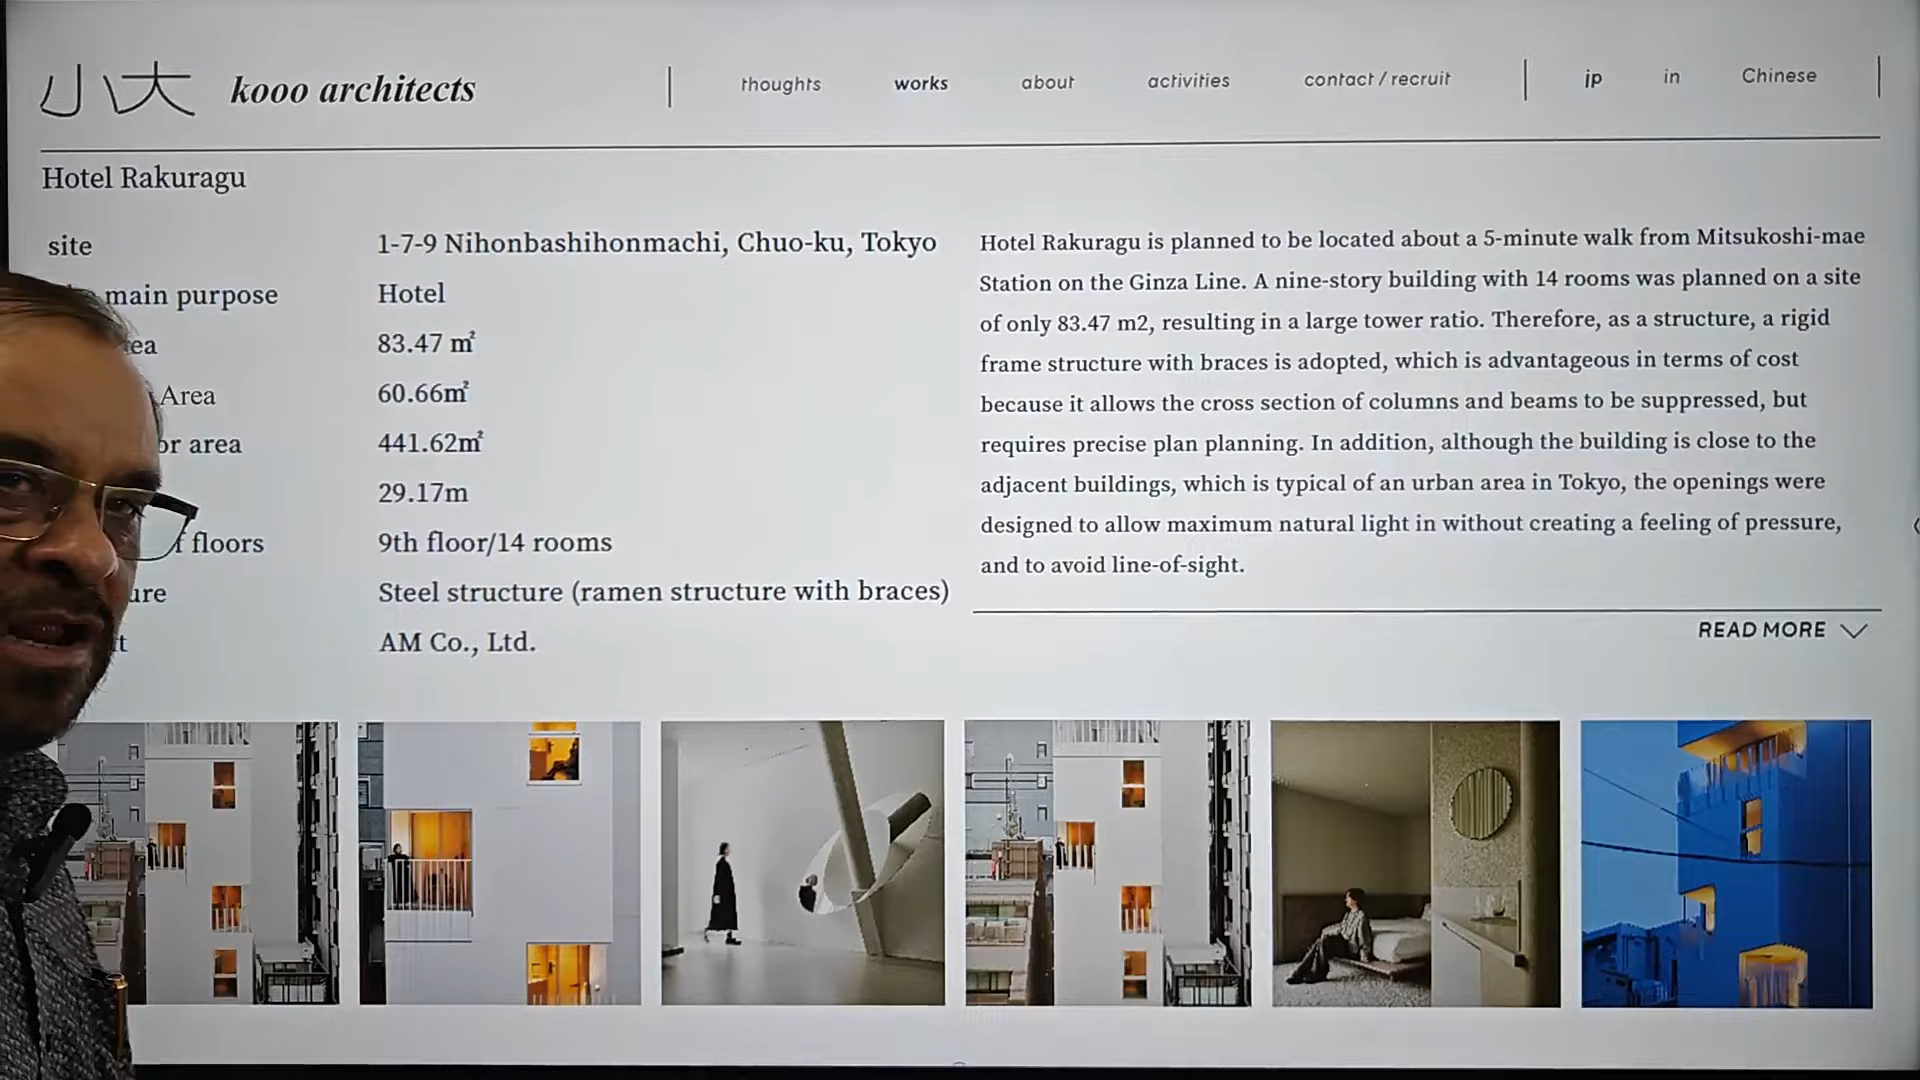 小大 kooo architects
thoughts works about activities contact / recruit jp in Chinese
Hotel Rakuragu
site 1-7-9 Nihonbashihonmachi, Chuo-ku, Tokyo
main purpose Hotel
83.47 ㎡
Area 60.66㎡
area 441.62㎡
29.17m
floors 9th floor/14 rooms
Steel structure (ramen structure with braces)
AM Co., Ltd.
Hotel Rakuragu is planned to be located about a 5-minute walk from Mitsukoshi-mae
Station on the Ginza Line. A nine-story building with 14 rooms was planned on a site
of only 83.47 m2, resulting in a large tower ratio. Therefore, as a structure, a rigid
frame structure with braces is adopted, which is advantageous in terms of cost
because it allows the cross section of columns and beams to be suppressed, but
requires precise plan planning. In addition, although the building is close to the
adjacent buildings, which is typical of an urban area in Tokyo, the openings were
designed to allow maximum natural light in without creating a feeling of pressure,
and to avoid line-of-sight.
READ MORE